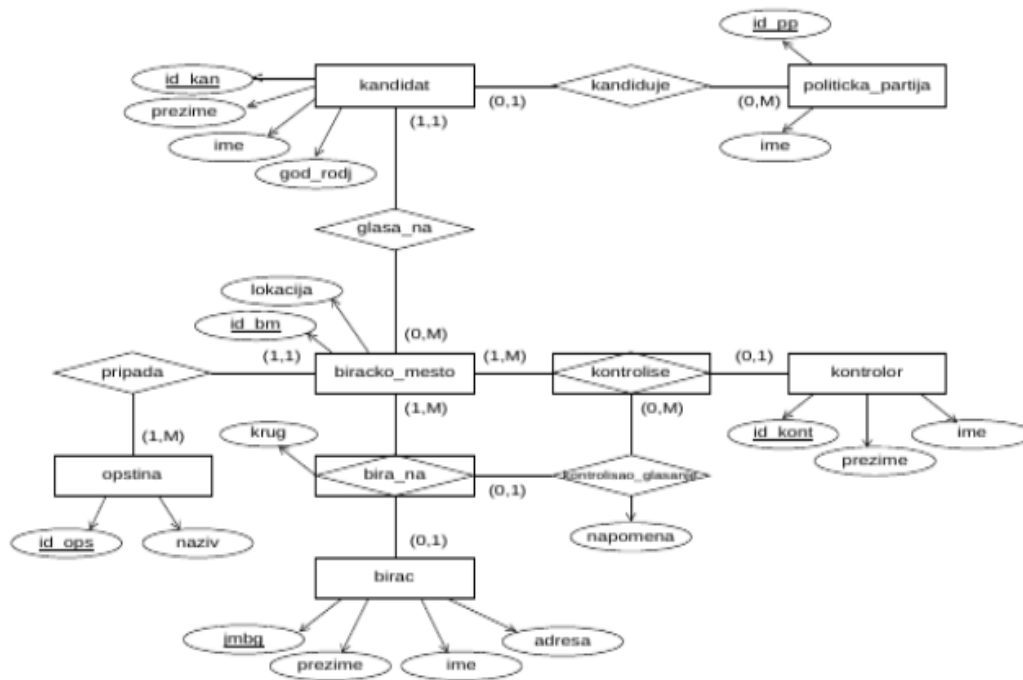 id_pp
id_kan
kandidat
kandiduje
politicka_partija
(0,1)
(0,M)
prezime
(1,1)
ime
ime
god_rodj
glasa_na
lokacija
id_bm
(0,M)
(1,1)
(1,M)
(0,1)
pripada
biracko_mesto
kontrolise
kontrolor
(1,M)
(0,M)
krug
(1,M)
id_kont
ime
prezime
opstina
bira_na
(0,1)
kontrolisao_glasanje
id_ops
naziv
napomena
(0,1)
birac
jmbg
adresa
prezime
ime